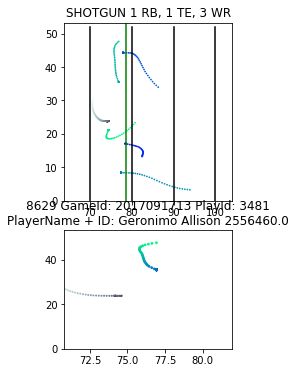 SHOTGUN 1 RB, 1 TE, 3 WR
50
40
30
20
10
0
70 80 90 100
8629 GameId: 2017091713 PlayId: 3481
PlayerName + ID: Geronimo Allison 2556460.0
40
20
0
72.5 75.0 77.5 80.0